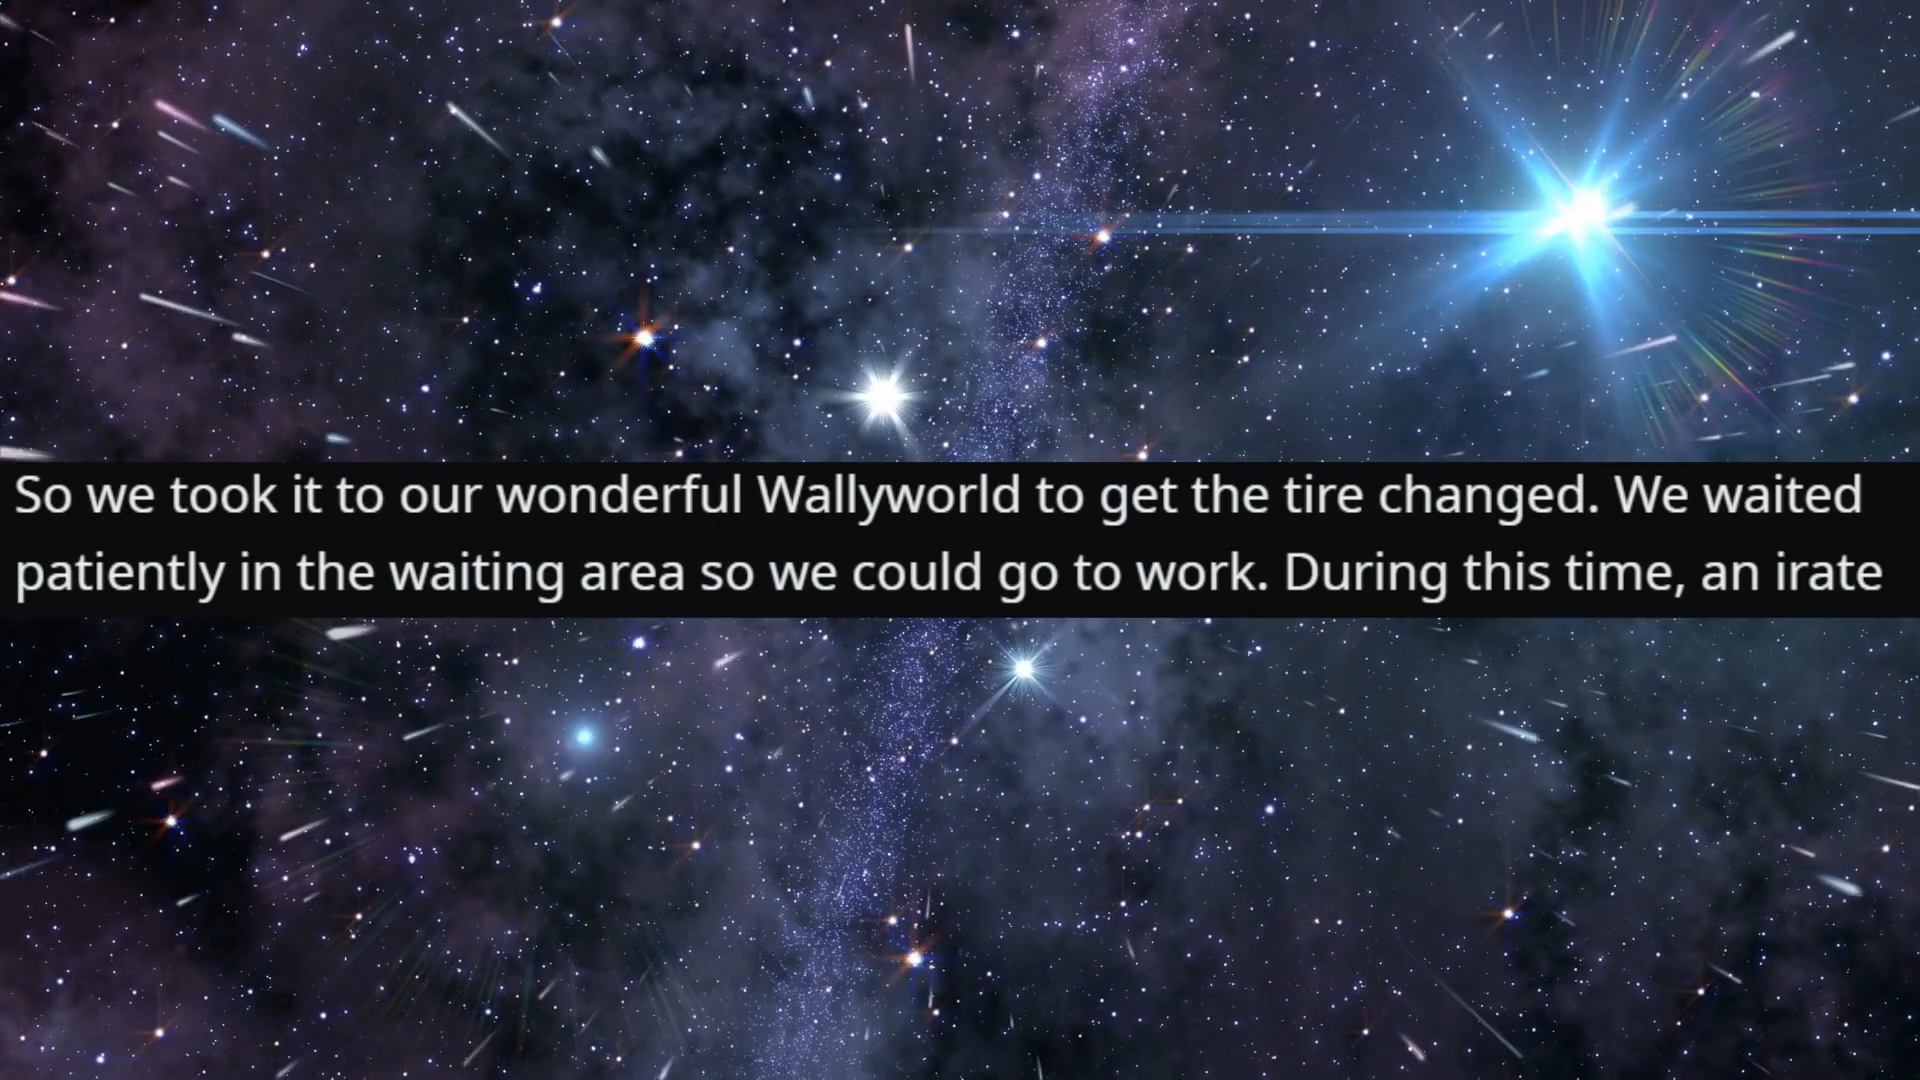 So we took it to our wonderful Wallyworld to get the tire changed. We waited
patiently in the waiting area so we could go to work. During this time, an irate